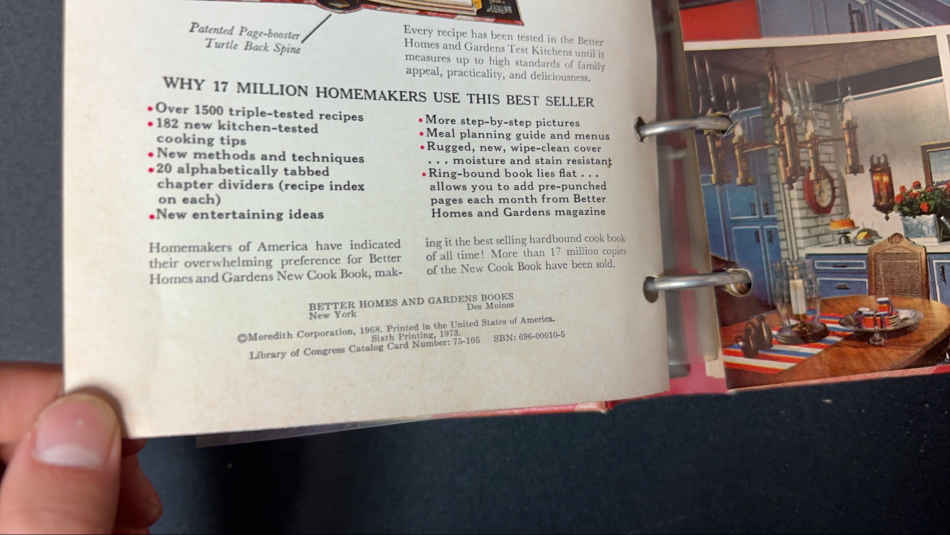 Patented Page-booster
Turtle Back Spine
Every recipe has been tested in the Better
Homes and Gardens Test Kitchens until it
measures up to high standards of family
appeal, practicality, and deliciousness.
WHY 17 MILLION HOMEMAKERS USE THIS BEST SELLER
• Over 1500 triple-tested recipes
• 182 new kitchen-tested
cooking tips
• New methods and techniques
• 20 alphabetically tabbed
chapter dividers (recipe index
on each)
• New entertaining ideas
• More step-by-step pictures
• Meal planning guide and menus
• Rugged, new, wipe-clean cover
. . . moisture and stain resistant
• Ring-bound book lies flat . . .
allows you to add pre-punched
pages each month from Better
Homes and Gardens magazine
Homemakers of America have indicated
their overwhelming preference for Better
Homes and Gardens New Cook Book, mak-
ing it the best selling hardbound cook book
of all time! More than 17 million copies
of the New Cook Book have been sold.
BETTER HOMES AND GARDENS BOOKS
New York Des Moines
©Meredith Corporation, 1968. Printed in the United States of America.
Sixth Printing, 1973.
Library of Congress Catalog Card Number: 75-105 SBN: 696-00010-5